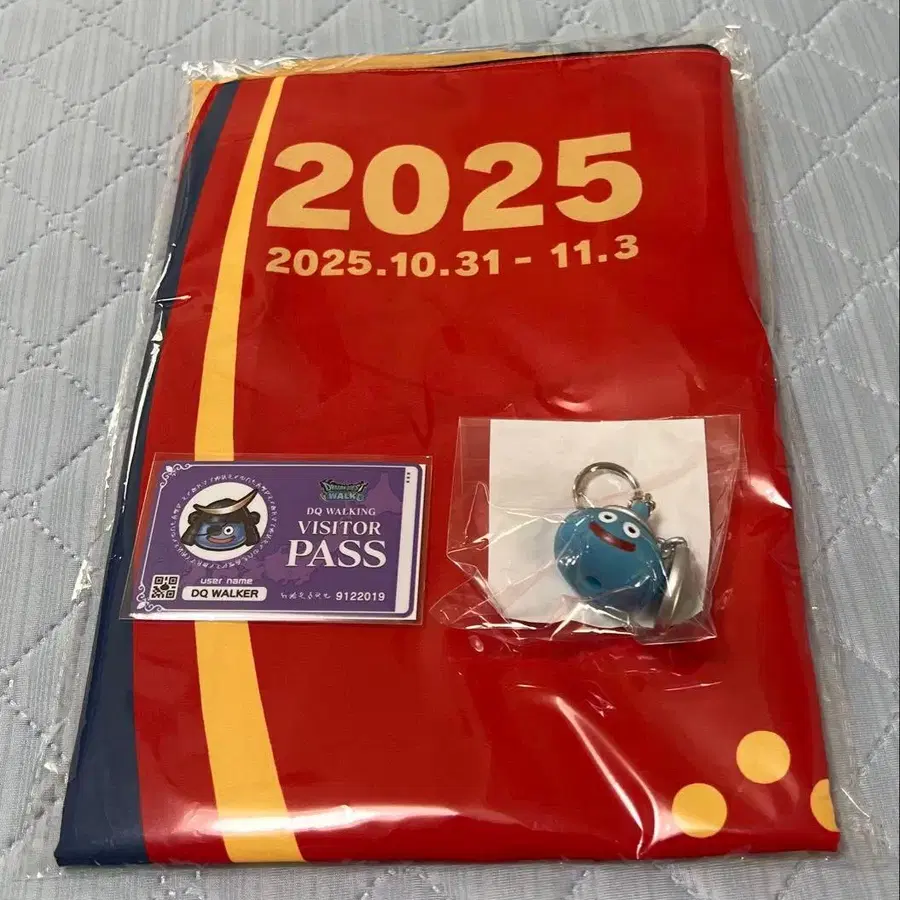 2025
2025.10.31 - 11.3
DRAGON QUEST
WALK
DQ WALKING
VISITOR
PASS
user name
DQ WALKER
9122019